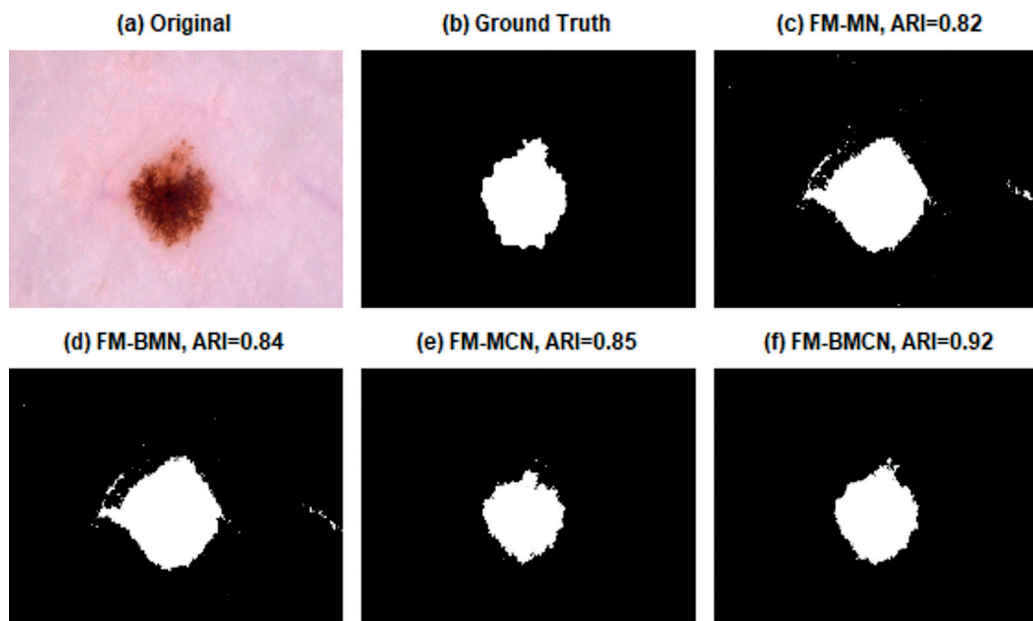 (a) Original
(b) Ground Truth
(c) FM-MN, ARI=0.82
(d) FM-BMN, ARI=0.84
(e) FM-MCN, ARI=0.85
(f) FM-BMCN, ARI=0.92